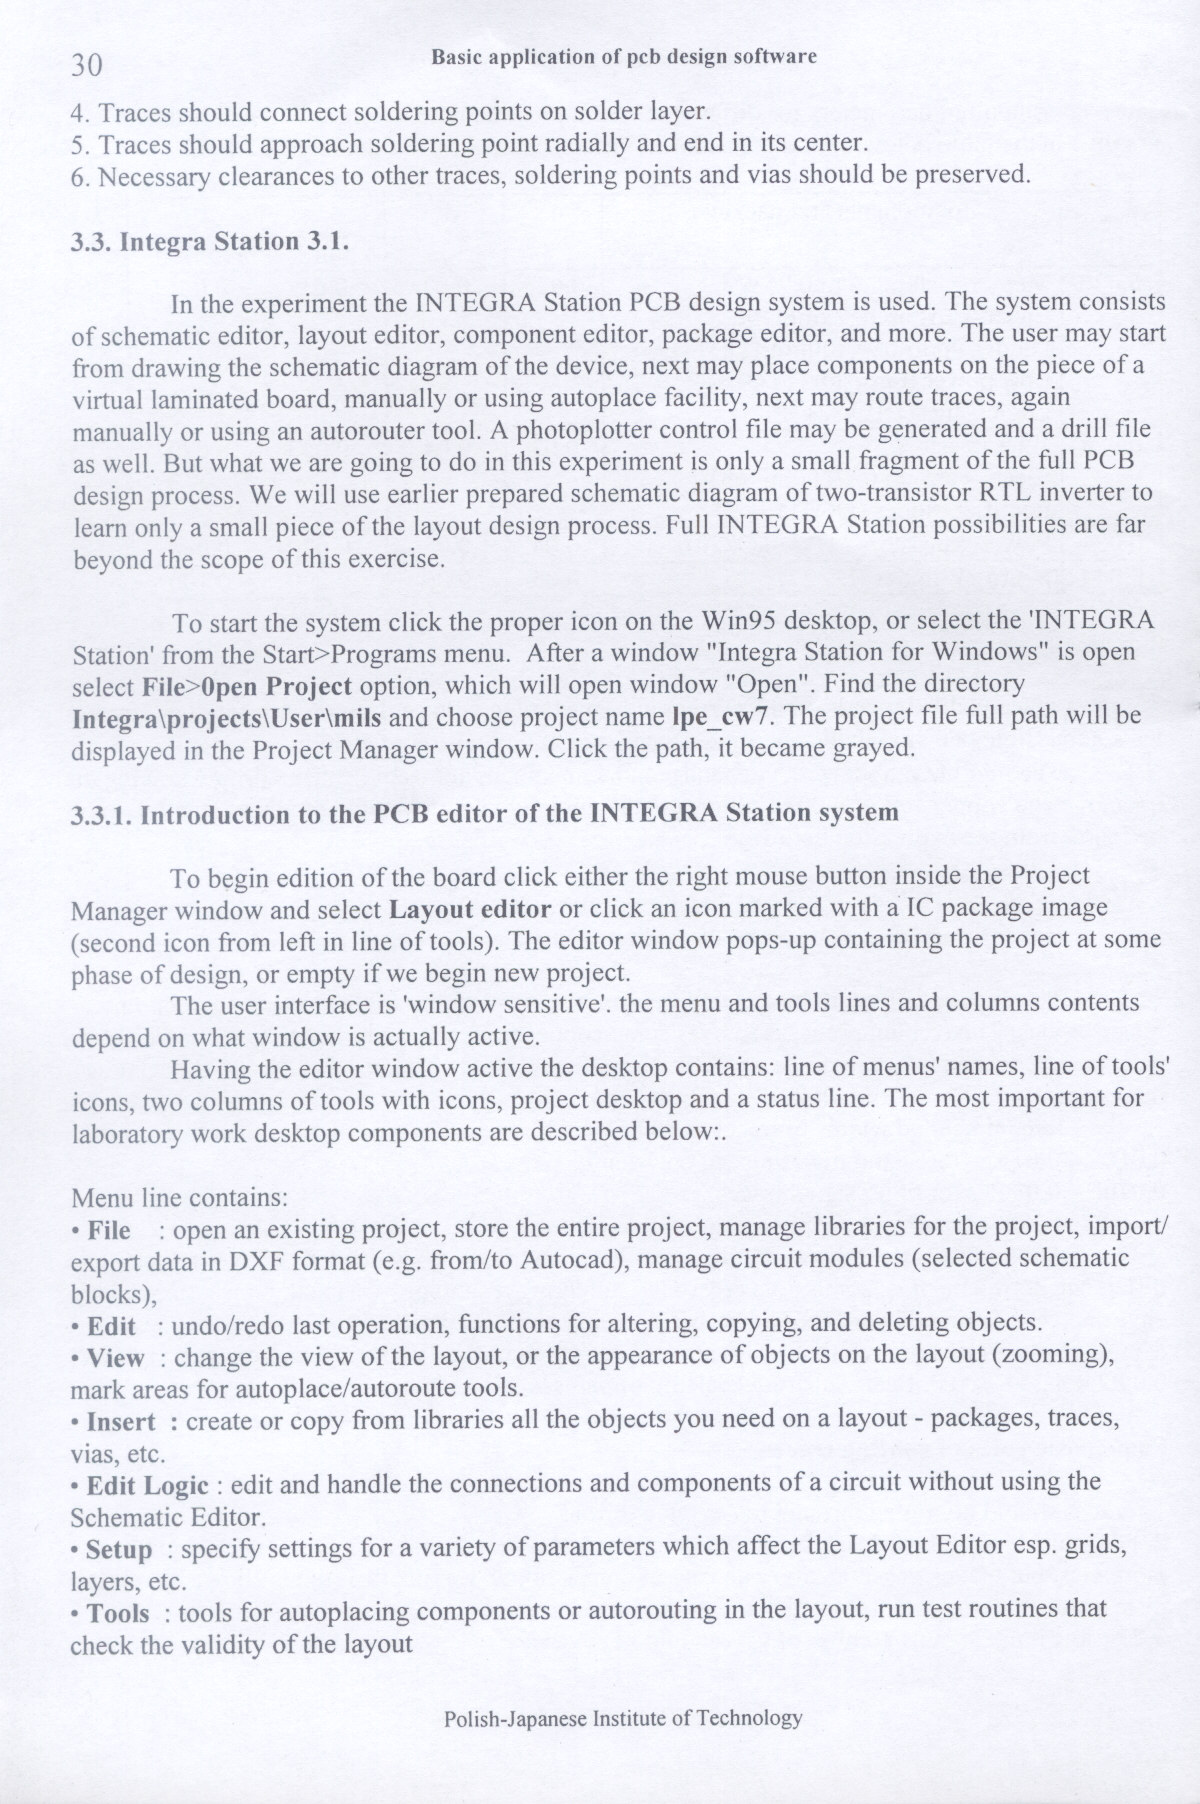 30
Basic application of pcb design software
4. Traces should connect soldering points on solder layer.
5. Traces should approach soldering point radially and end in its center.
6. Necessary clearances to other traces, soldering points and vias should be preserved.
3.3. Integra Station 3.1.
In the experiment the INTEGRA Station PCB design system is used. The system consists
of schematic editor, layout editor, component editor, package editor, and more. The user may start
from drawing the schematic diagram of the device, next may place components on the piece of a
virtual laminated board, manually or using autoplace facility, next may route traces, again
manually or using an autorouter tool. A photoplotter control file may be generated and a drill file
as well. But what we are going to do in this experiment is only a small fragment of the full PCB
design process. We will use earlier prepared schematic diagram of two-transistor RTL inverter to
learn only a small piece of the layout design process. Full INTEGRA Station possibilities are far
beyond the scope of this exercise.
To start the system click the proper icon on the Win95 desktop, or select the 'INTEGRA
Station' from the Start>Programs menu. After a window "Integra Station for Windows" is open
select File>0pen Project option, which will open window "Open". Find the directory
Integra\projects\User\mils and choose project name lpe_cw7. The project file full path will be
displayed in the Project Manager window. Click the path, it became grayed.
3.3.1. Introduction to the PCB editor of the INTEGRA Station system
To begin edition of the board click either the right mouse button inside the Project
Manager window and select Layout editor or click an icon marked with a IC package image
(second icon from left in line of tools). The editor window pops-up containing the project at some
phase of design, or empty if we begin new project.
The user interface is 'window sensitive'. the menu and tools lines and columns contents
depend on what window is actually active.
Having the editor window active the desktop contains: line of menus' names, line of tools'
icons, two columns of tools with icons, project desktop and a status line. The most important for
laboratory work desktop components are described below:.
Menu line contains:
• File : open an existing project, store the entire project, manage libraries for the project, import/
export data in DXF format (e.g. from/to Autocad), manage circuit modules (selected schematic
blocks),
• Edit : undo/redo last operation, functions for altering, copying, and deleting objects.
• View : change the view of the layout, or the appearance of objects on the layout (zooming),
mark areas for autoplace/autoroute tools.
• Insert : create or copy from libraries all the objects you need on a layout - packages, traces,
vias, etc.
• Edit Logic : edit and handle the connections and components of a circuit without using the
Schematic Editor.
• Setup : specify settings for a variety of parameters which affect the Layout Editor esp. grids,
layers, etc.
• Tools : tools for autoplacing components or autorouting in the layout, run test routines that
check the validity of the layout
Polish-Japanese Institute of Technology